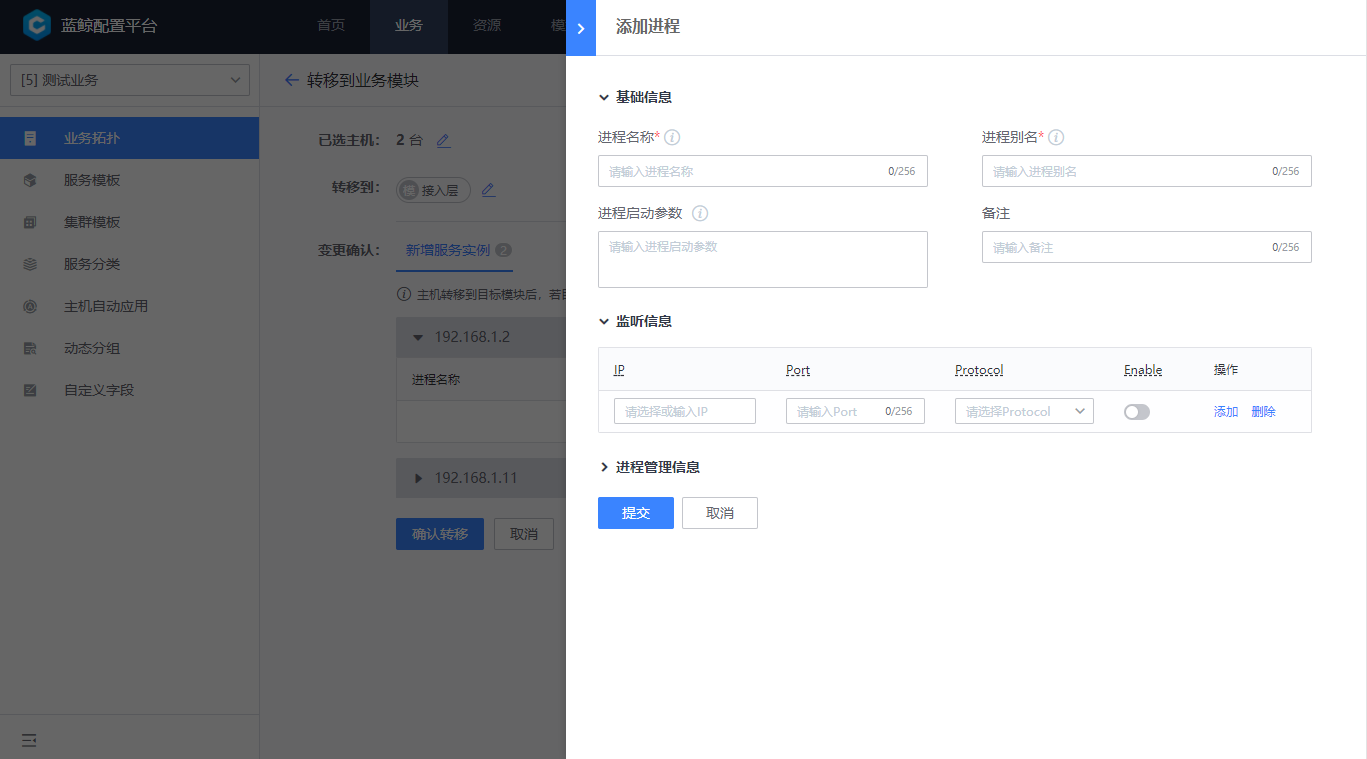 蓝鲸配置平台
首页 业务 资源
[5] 测试业务
业务拓扑
服务模板
集群模板
服务分类
主机自动应用
动态分组
自定义字段
转移到业务模块
已选主机： 2 台
转移到： 模 接入层
变更确认： 新增服务实例 2
主机转移到目标模块后，若
192.168.1.2
进程名称
192.168.1.11
确认转移 取消
添加进程
基础信息
进程名称* 进程别名*
请输入进程名称 0/256 请输入进程别名 0/256
进程启动参数 备注
请输入进程启动参数 请输入备注 0/256
监听信息
IP Port Protocol Enable 操作
请选择或输入IP 请输入Port 0/256 请选择Protocol 添加 删除
进程管理信息
提交 取消